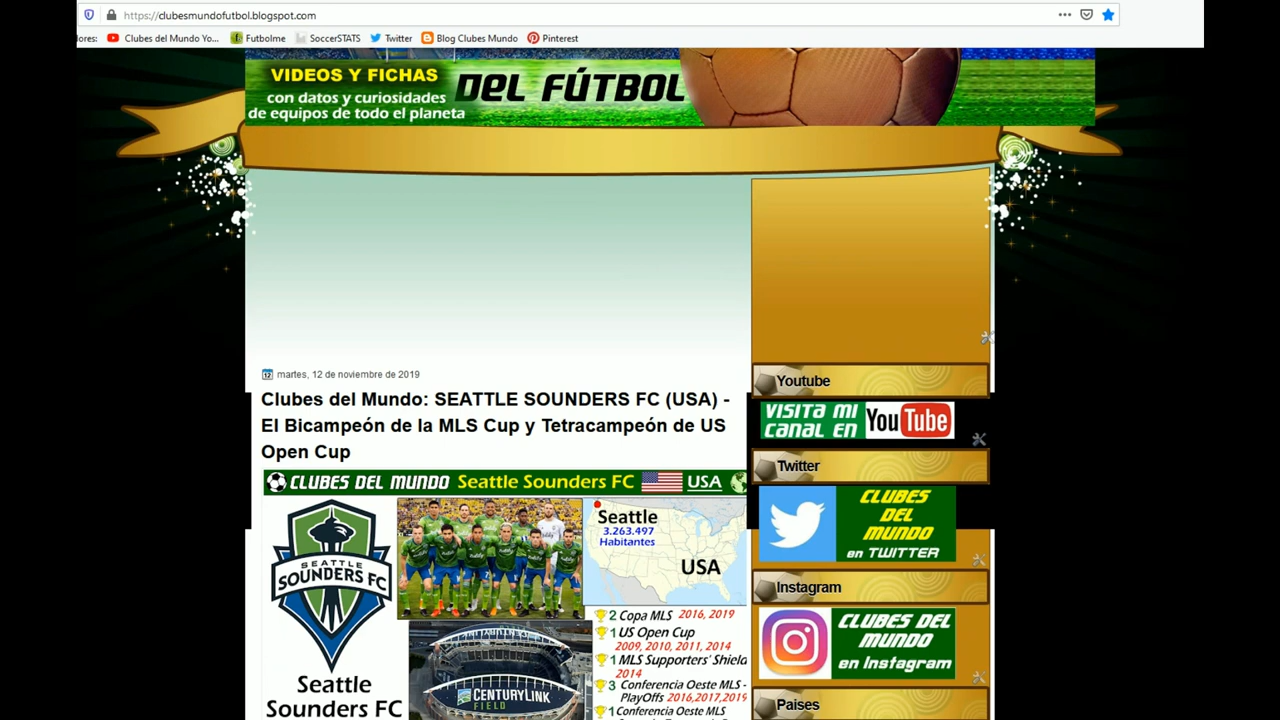 https://clubesmundofutbol.blogspot.com
lores:
Clubes del Mundo Yo...
Futbolme
SoccerSTATS
Twitter
Blog Clubes Mundo
Pinterest
VIDEOS Y FICHAS
con datos y curiosidades
de equipos de todo el planeta
DEL FÚTBOL
martes, 12 de noviembre de 2019
Clubes del Mundo: SEATTLE SOUNDERS FC (USA) -
El Bicampeón de la MLS Cup y Tetracampeón de US
Open Cup
CLUBES DEL MUNDO Seattle Sounders FC USA
SEATTLE
SOUNDERS FC
Seattle
Sounders FC
CENTURYLINK
FIELD
Seattle
3.263.497
Habitantes
USA
2 Copa MLS 2016, 2019
1 US Open Cup
2009, 2010, 2011, 2014
1 MLS Supporters' Shield
2014
3 Conferencia Oeste MLS -
PlayOffs 2016,2017,2019
1 Conferencia Oeste MLS
Youtube
VISITA MI
CANAL EN
YouTube
Twitter
CLUBES
DEL
MUNDO
en TWITTER
Instagram
CLUBES DEL
MUNDO
en Instagram
Paises